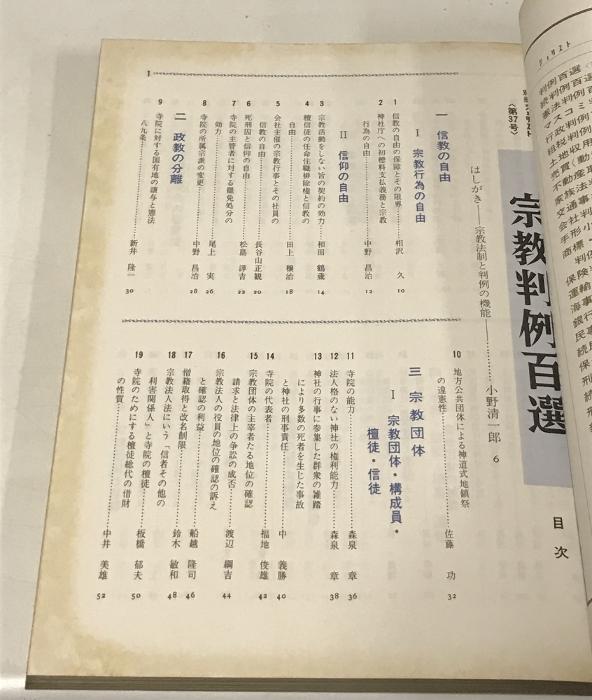 宗教判例百選
〈第37号〉
目次
はしがき――宗教法制と判例の機能――………小野清一郎 6
一 信教の自由
I 宗教行為の自由
1 信教の自由の保障とその限界………相沢 久 10
2 神社庁への初穂料支払義務と宗教
行為の自由………中野 昌治 12
3 宗教活動をしない旨の契約の効力………相田 鶴蔵 14
II 信仰の自由
4 檀信徒の任命住職排除権と信教の
自由………田上 穣治 18
5 会社主催の宗教行事とその社員の
信教の自由………長谷山正観 20
6 死刑囚と信仰の自由………松島 諄吉 22
7 寺院の主管者に対する罷免処分の
効力………尾上 実 26
8 寺院の所属宗派の変更………中野 昌治 28
二 政教の分離
9 寺院に対する国有地の譲与と憲法
八九条………新井 隆一 30
1
10 地方公共団体による神道式地鎮祭
の違憲性………佐藤 功 32
三 宗教団体
I 宗教団体・構成員・
檀徒・信徒
11 寺院の能力………森泉 章 36
12 法人格のない神社の権利能力………森泉 章 38
13 神社の行事に参集した群衆の雑踏
により多数の死者を生じた事故
と神社の刑事責任………中 義勝 40
14 寺院の代表者………福地 俊雄 42
15 宗教団体の主宰者たる地位の確認
請求と法律上の争訟の成否………渡辺 綱吉 44
16 宗教法人の役員の地位の確認の訴え
と確認の利益………船越 隆司 46
17 僧籍取得と改名制限………鈴木 敏和 48
18 宗教法人法にいう「信者その他の
利害関係人」と寺院の檀徒………板橋 郁夫 50
19 寺院のためにする檀徒総代の借財
の性質………中井 美雄 52